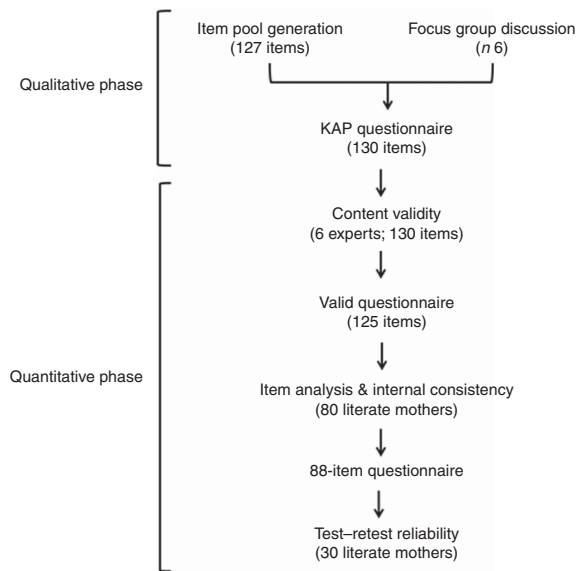 Item pool generation
(127 items)
Focus group discussion
(n 6)
Qualitative phase
KAP questionnaire
(130 items)
Content validity
(6 experts; 130 items)
Valid questionnaire
(125 items)
Quantitative phase
Item analysis & internal consistency
(80 literate mothers)
88-item questionnaire
Test–retest reliability
(30 literate mothers)